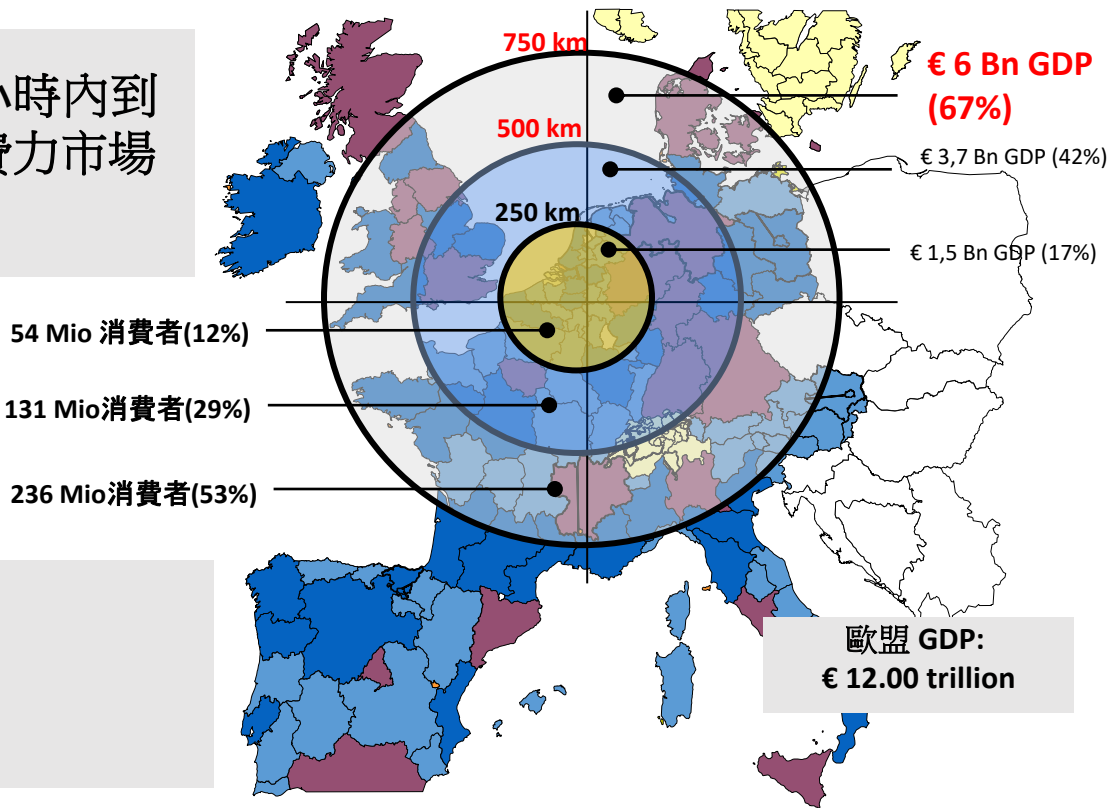 小時內到
費力市場
750 km
€ 6 Bn GDP
(67%)
500 km
€ 3,7 Bn GDP (42%)
250 km
€ 1,5 Bn GDP (17%)
54 Mio 消費者(12%)
131 Mio消費者(29%)
236 Mio消費者(53%)
歐盟 GDP:
€ 12.00 trillion